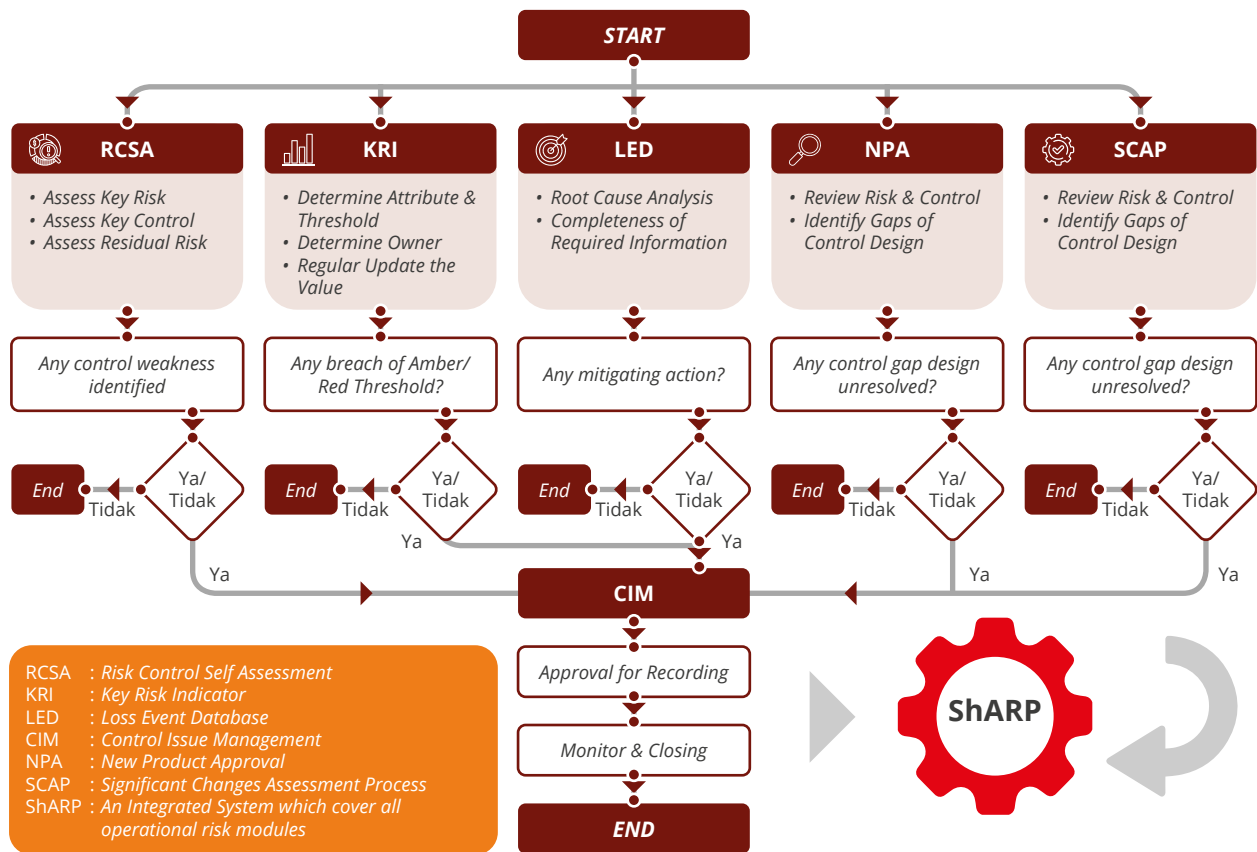 START
RCSA
• Assess Key Risk
• Assess Key Control
• Assess Residual Risk
KRI
• Determine Attribute &
Threshold
• Determine Owner
• Regular Update the
Value
LED
• Root Cause Analysis
• Completeness of
Required Information
NPA
• Review Risk & Control
• Identify Gaps of
Control Design
SCAP
• Review Risk & Control
• Identify Gaps of
Control Design
Any control weakness
identified
Any breach of Amber/
Red Threshold?
Any mitigating action?
Any control gap design
unresolved?
Any control gap design
unresolved?
End
Tidak
Ya/
Tidak
Ya
End
Tidak
Ya/
Tidak
Ya
End
Tidak
Ya/
Tidak
Ya
End
Tidak
Ya/
Tidak
Ya
End
Tidak
Ya/
Tidak
Ya
CIM
Approval for Recording
Monitor & Closing
END
RCSA : Risk Control Self Assessment
KRI : Key Risk Indicator
LED : Loss Event Database
CIM : Control Issue Management
NPA : New Product Approval
SCAP : Significant Changes Assessment Process
ShARP : An Integrated System which cover all
operational risk modules
ShARP